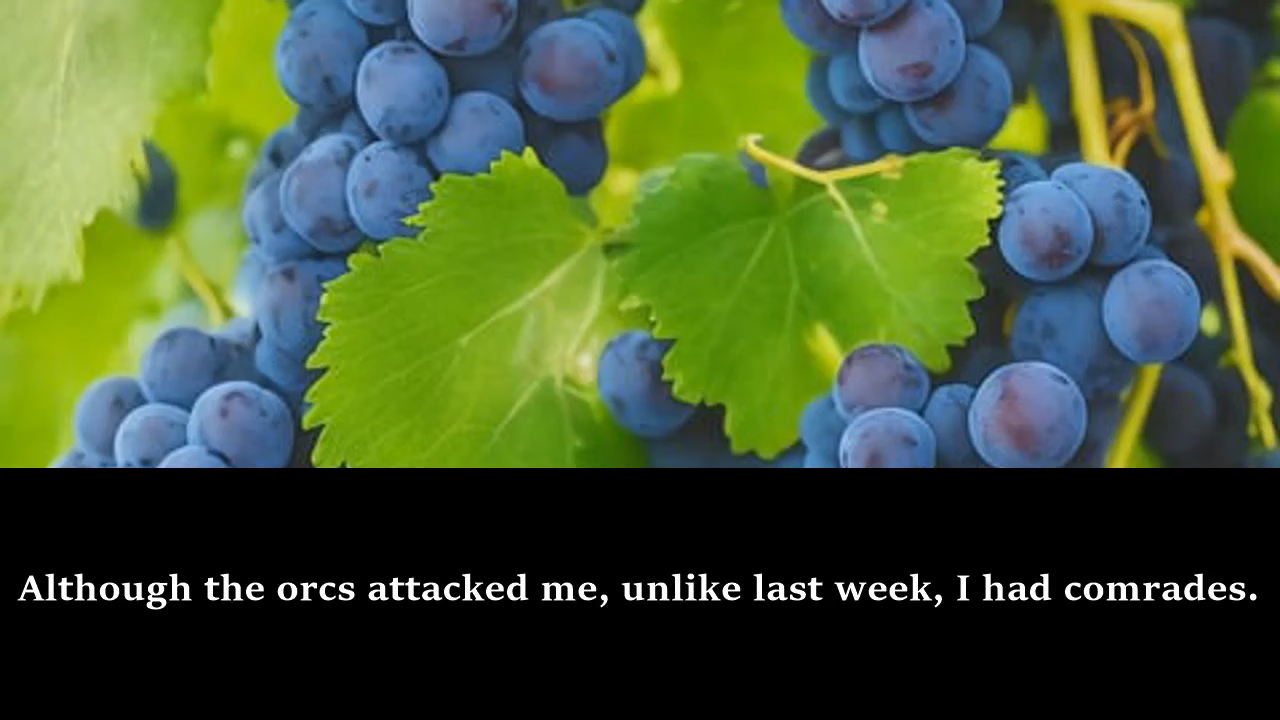 Although the orcs attacked me, unlike last week, I had comrades.